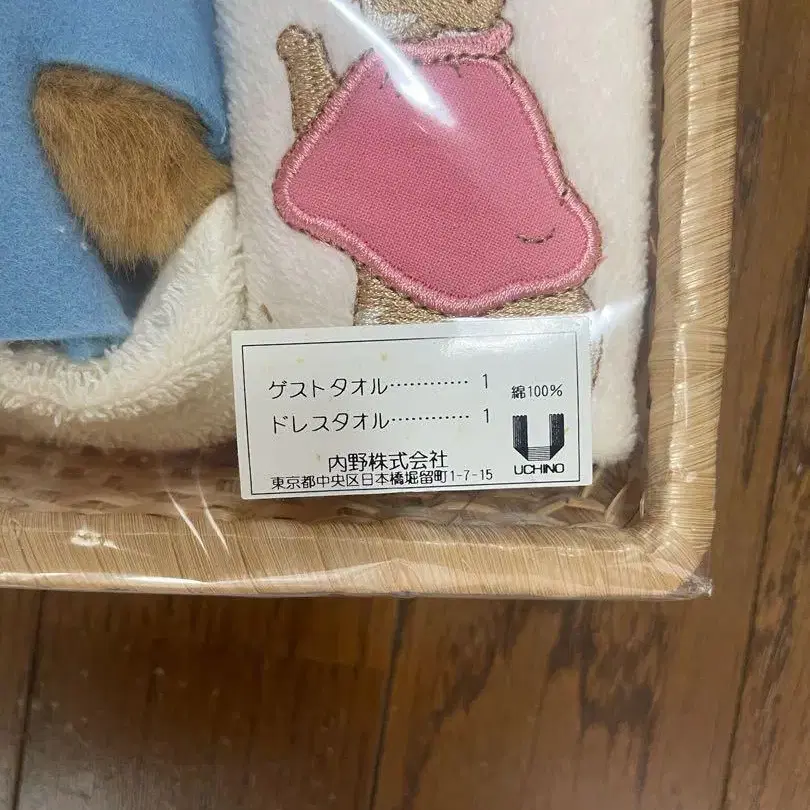 ゲストタオル………… 1
ドレスタオル………… 1
綿100%
UCHINO
内野株式会社
東京都中央区日本橋堀留町1-7-15